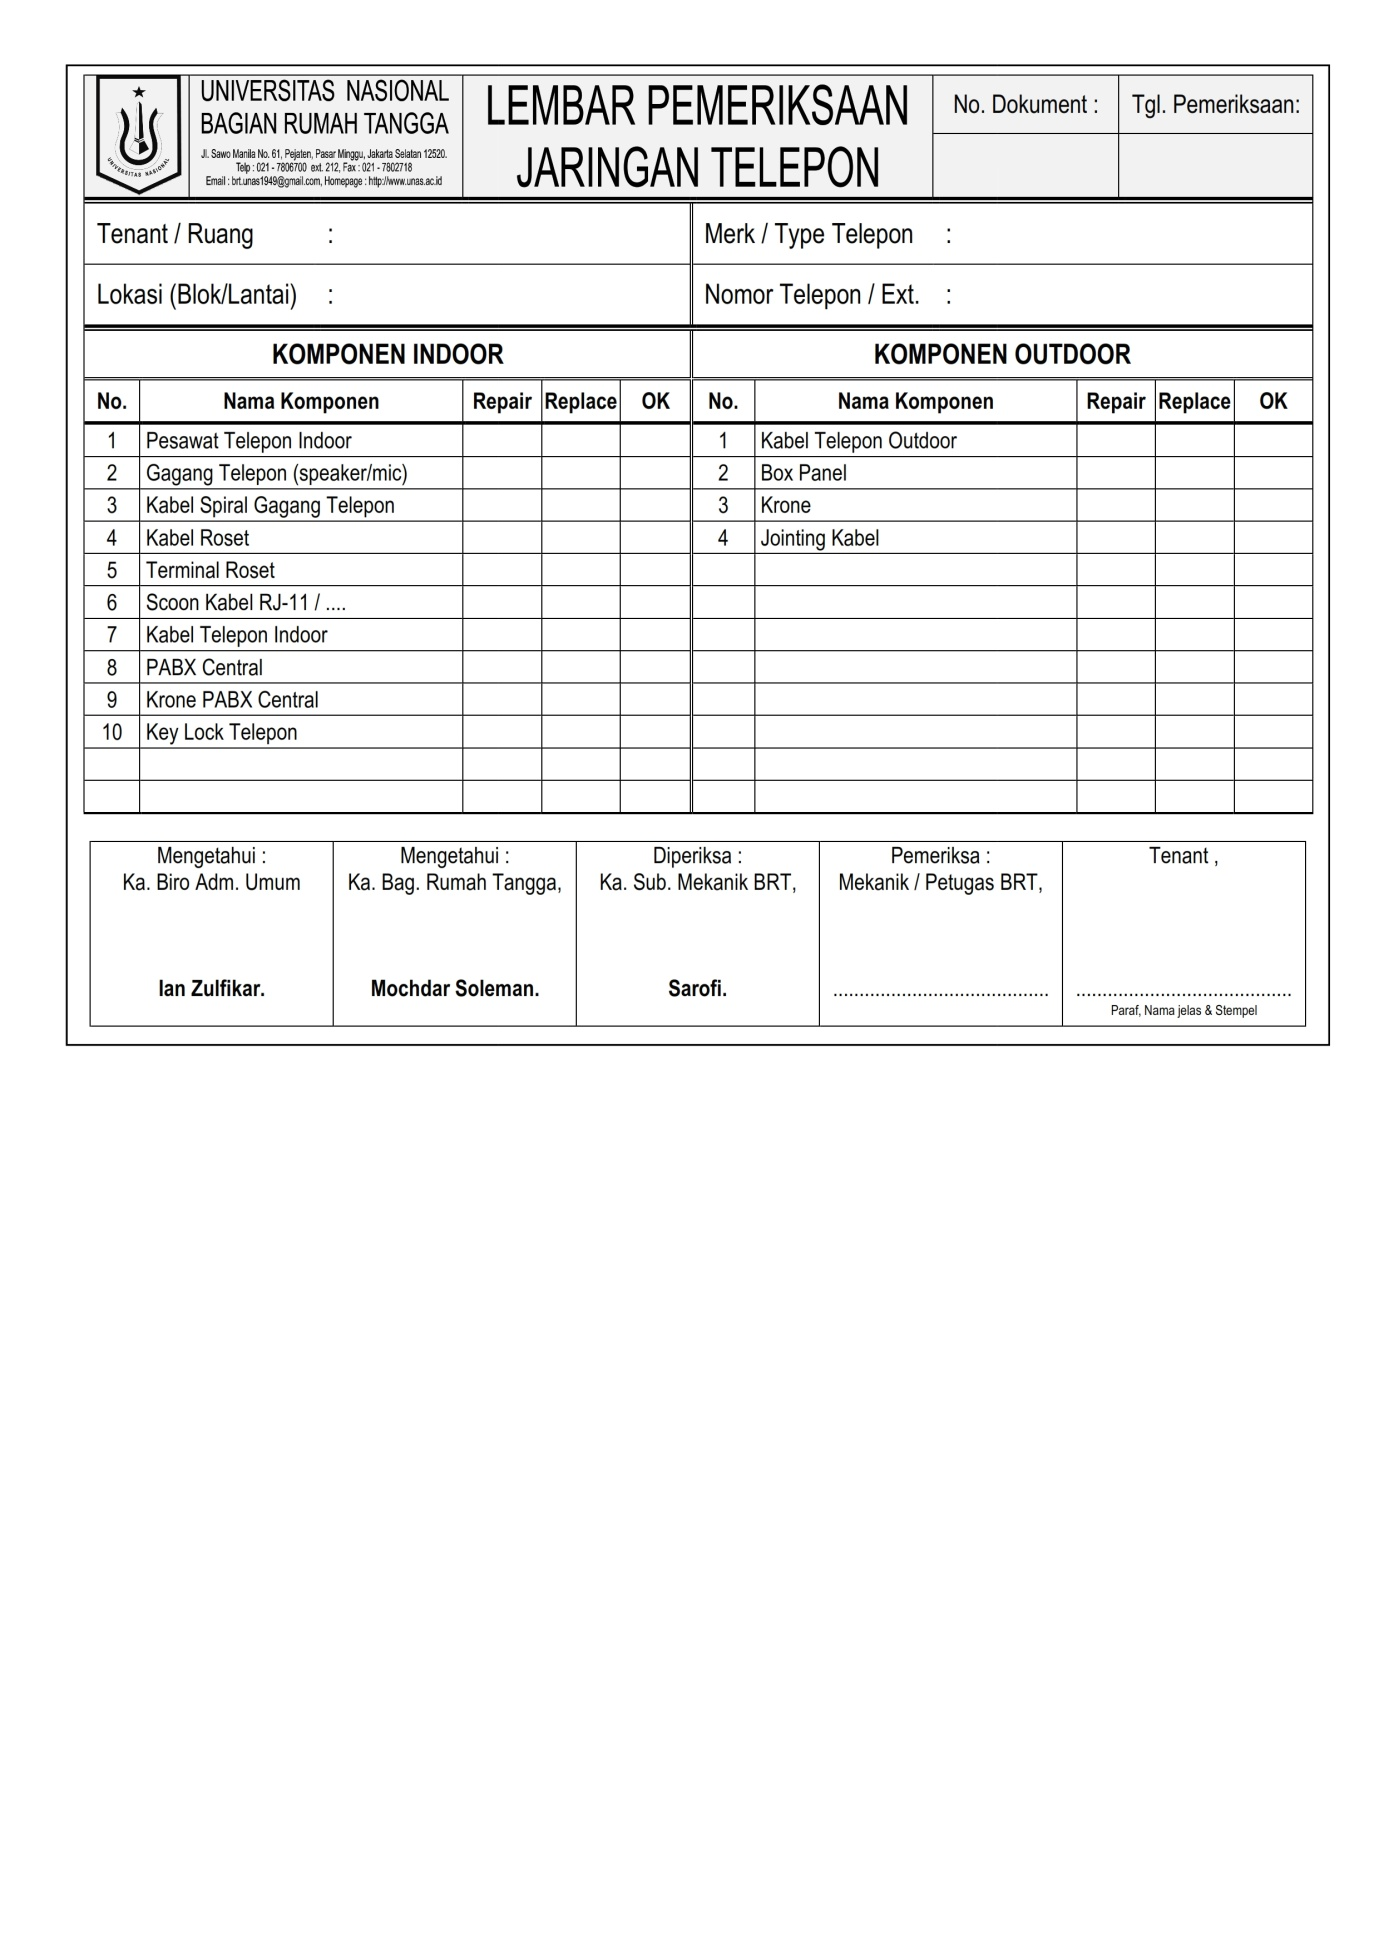 UNIVERSITAS NASIONAL
UNIVERSITAS NASIONAL
BAGIAN RUMAH TANGGA
Jl. Sawo Manila No. 61, Pejaten, Pasar Minggu, Jakarta Selatan 12520.
Telp : 021 - 7806700 ext. 212, Fax : 021 - 7802718
Email : brt.unas1949@gmail.com, Homepage : http://www.unas.ac.id
LEMBAR PEMERIKSAAN
JARINGAN TELEPON
No. Dokument : Tgl. Pemeriksaan:
Tenant / Ruang : Merk / Type Telepon :
Lokasi (Blok/Lantai) : Nomor Telepon / Ext. :
KOMPONEN INDOOR KOMPONEN OUTDOOR
No. Nama Komponen Repair Replace OK No. Nama Komponen Repair Replace OK
1 Pesawat Telepon Indoor 1 Kabel Telepon Outdoor
2 Gagang Telepon (speaker/mic) 2 Box Panel
3 Kabel Spiral Gagang Telepon 3 Krone
4 Kabel Roset 4 Jointing Kabel
5 Terminal Roset
6 Scoon Kabel RJ-11 / ....
7 Kabel Telepon Indoor
8 PABX Central
9 Krone PABX Central
10 Key Lock Telepon
Mengetahui : Mengetahui : Diperiksa : Pemeriksa : Tenant ,
Ka. Biro Adm. Umum Ka. Bag. Rumah Tangga, Ka. Sub. Mekanik BRT, Mekanik / Petugas BRT,
Ian Zulfikar. Mochdar Soleman. Sarofi. ......................................... .........................................
Paraf, Nama jelas & Stempel